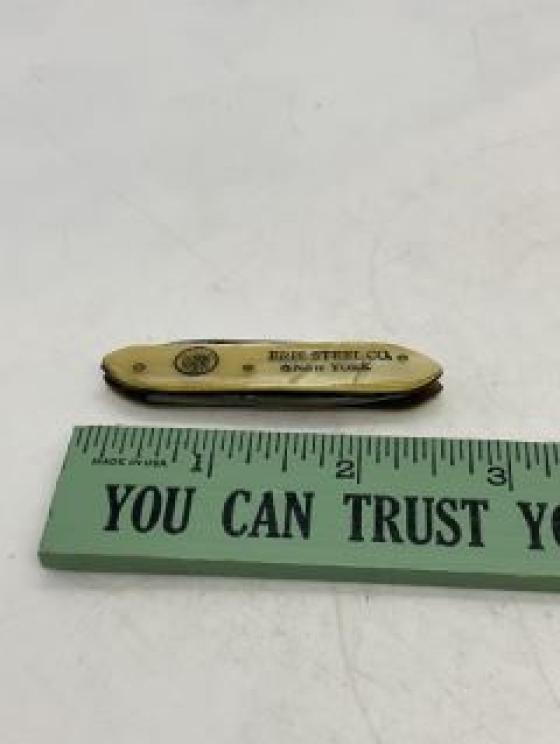 ERIE STEEL CO.
NEW YORK
MADE IN USA
1
2
3
YOU CAN TRUST YO